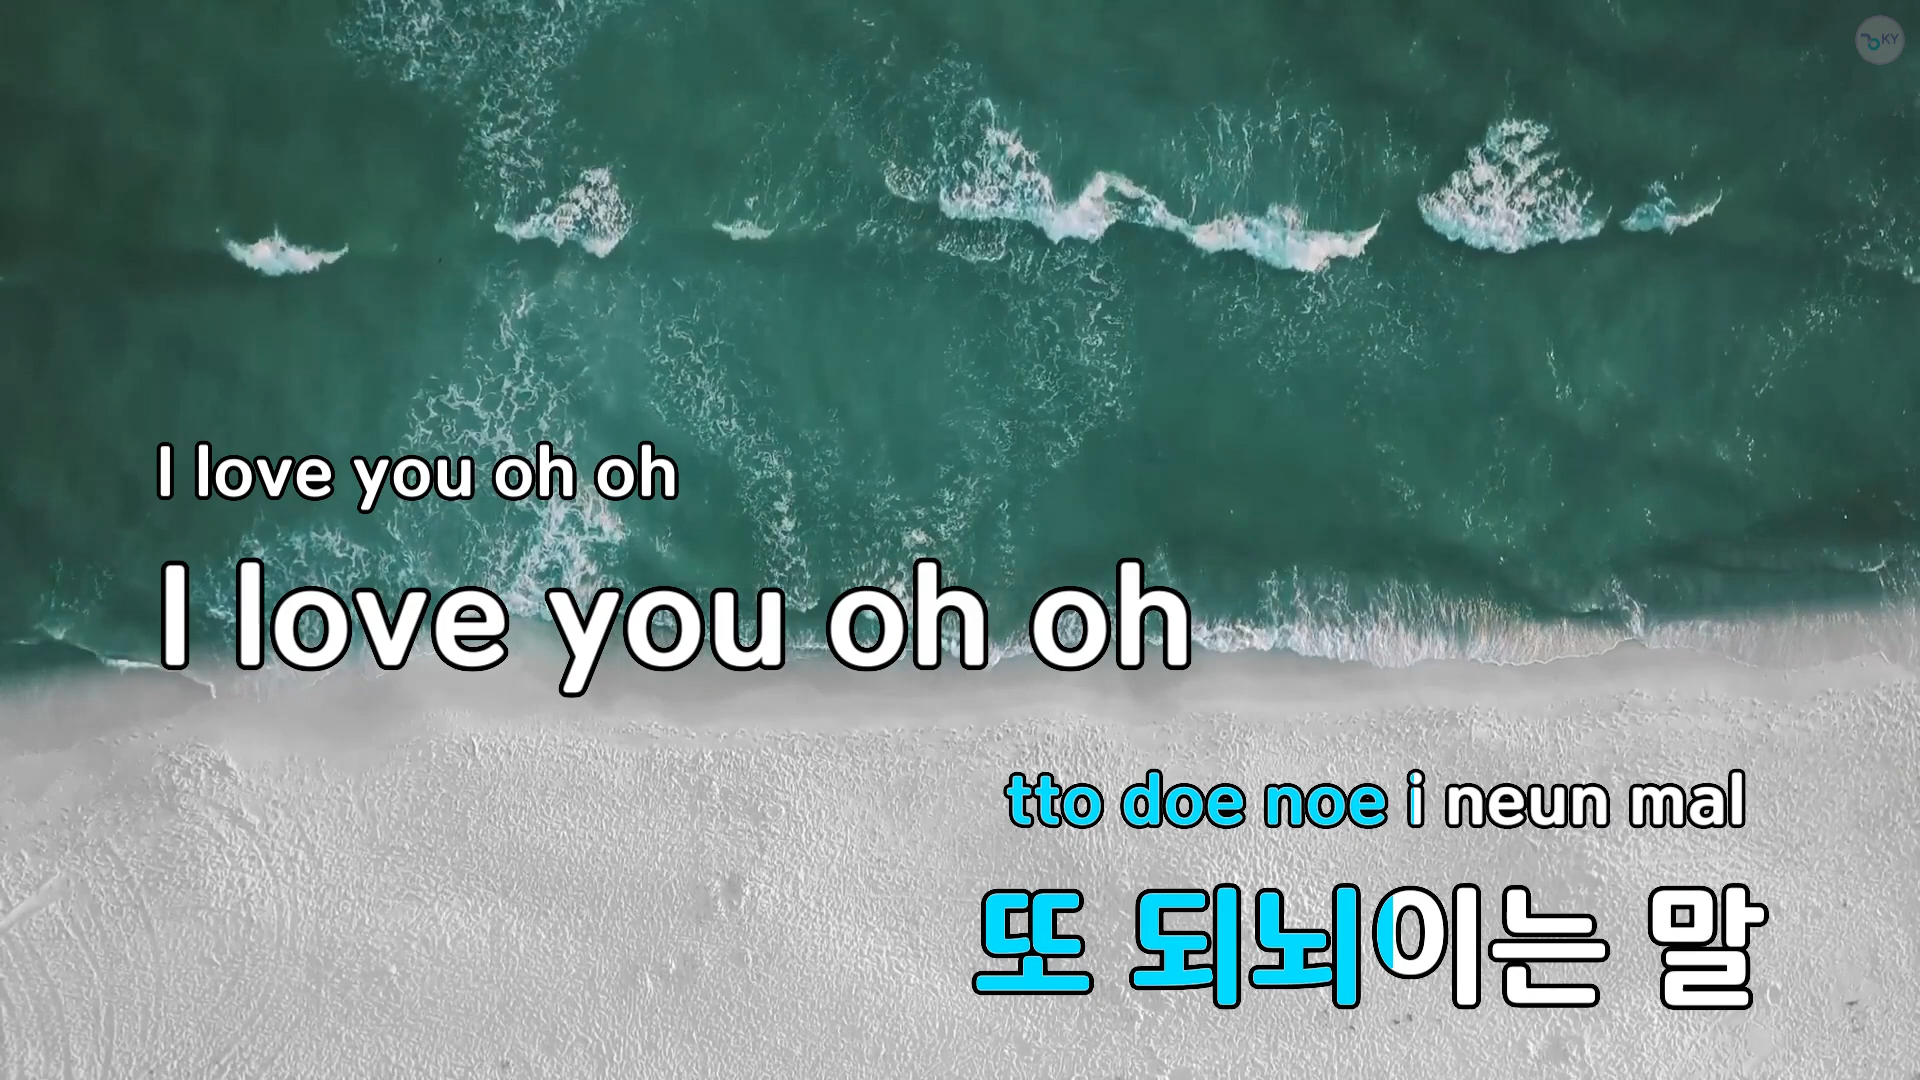 KY
I love you oh oh
I love you oh oh
tto doe noe i neun mal
또 되뇌이는 말